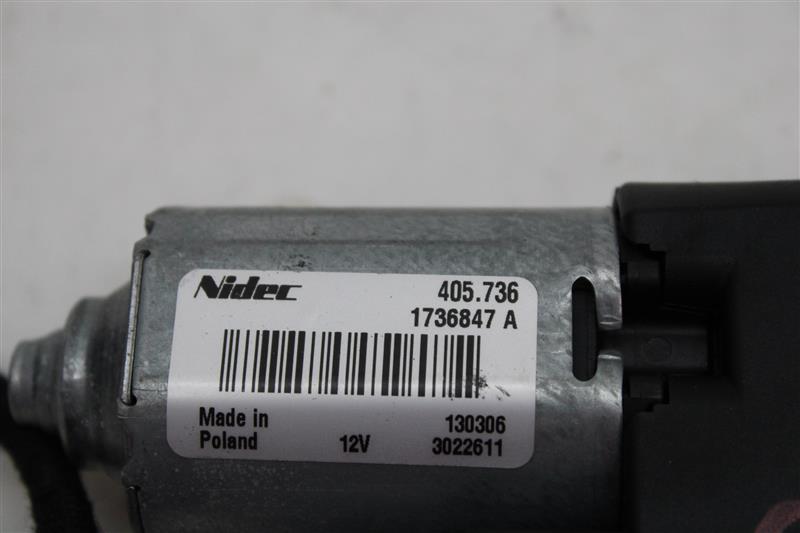 Nidec 405.736
1736847 A
Made in 130306
Poland 12V 3022611